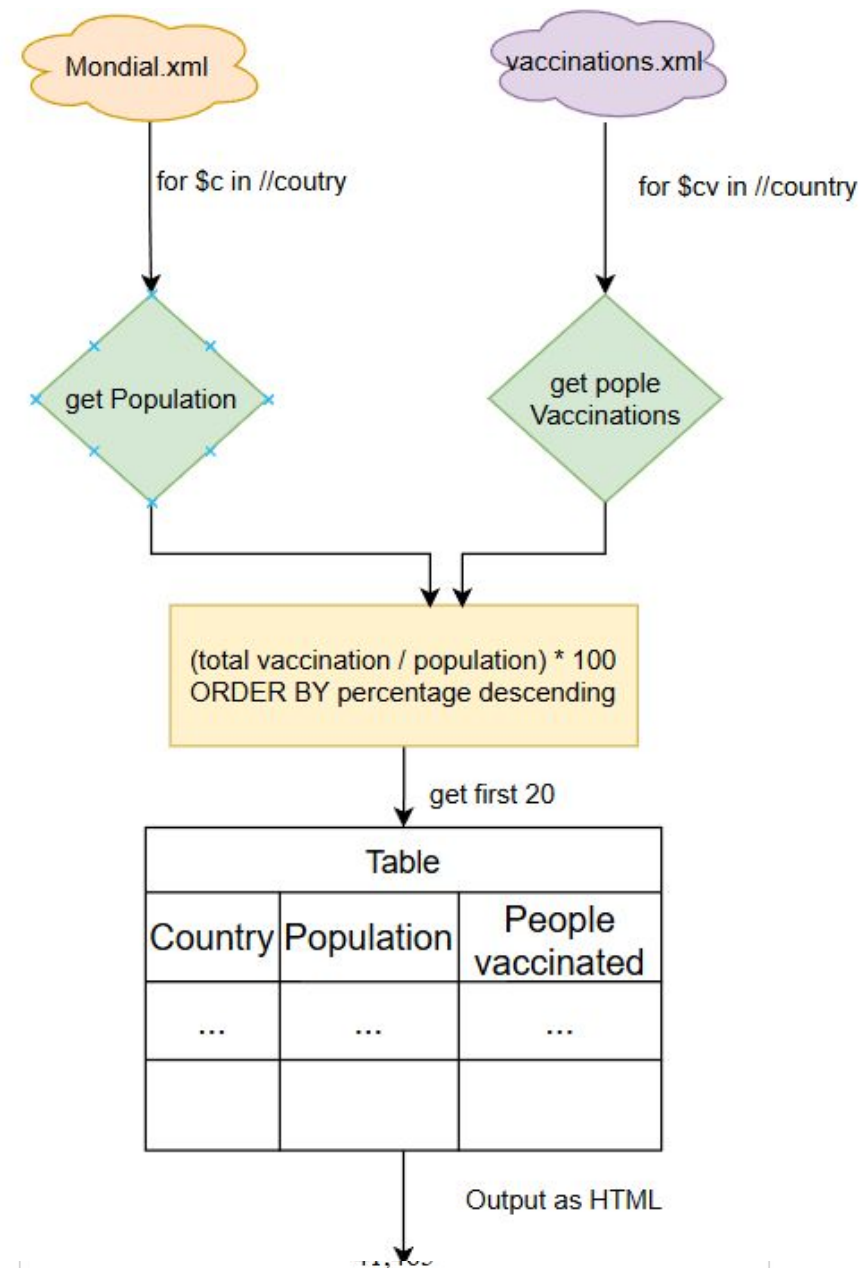 Mondial.xml
vaccinations.xml
for $c in //coutry
for $cv in //country
get Population
get pople
Vaccinations
(total vaccination / population) * 100
ORDER BY percentage descending
get first 20
Table
Country
Population
People
vaccinated
...
...
...
Output as HTML